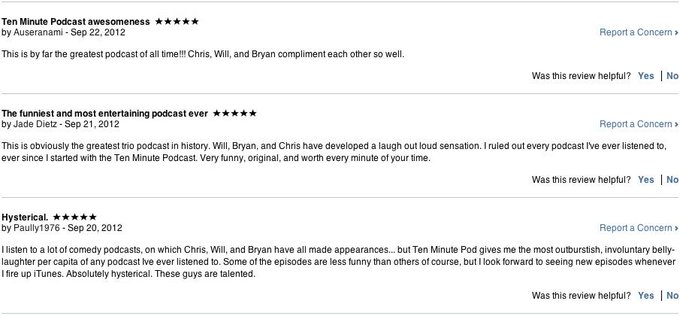 Ten Minute Podcast awesomeness ★★★★★
by Auseranami - Sep 22, 2012 Report a Concern ›
This is by far the greatest podcast of all time!!! Chris, Will, and Bryan compliment each other so well.
Was this review helpful? Yes | No
The funniest and most entertaining podcast ever ★★★★★
by Jade Dietz - Sep 21, 2012 Report a Concern ›
This is obviously the greatest trio podcast in history. Will, Bryan, and Chris have developed a laugh out loud sensation. I ruled out every podcast I've ever listened to,
ever since I started with the Ten Minute Podcast. Very funny, original, and worth every minute of your time.
Was this review helpful? Yes | No
Hysterical. ★★★★★
by Paully1976 - Sep 20, 2012 Report a Concern ›
I listen to a lot of comedy podcasts, on which Chris, Will, and Bryan have all made appearances... but Ten Minute Pod gives me the most outburstish, involuntary belly-
laughter per capita of any podcast Ive ever listened to. Some of the episodes are less funny than others of course, but I look forward to seeing new episodes whenever
I fire up iTunes. Absolutely hysterical. These guys are talented.
Was this review helpful? Yes | No